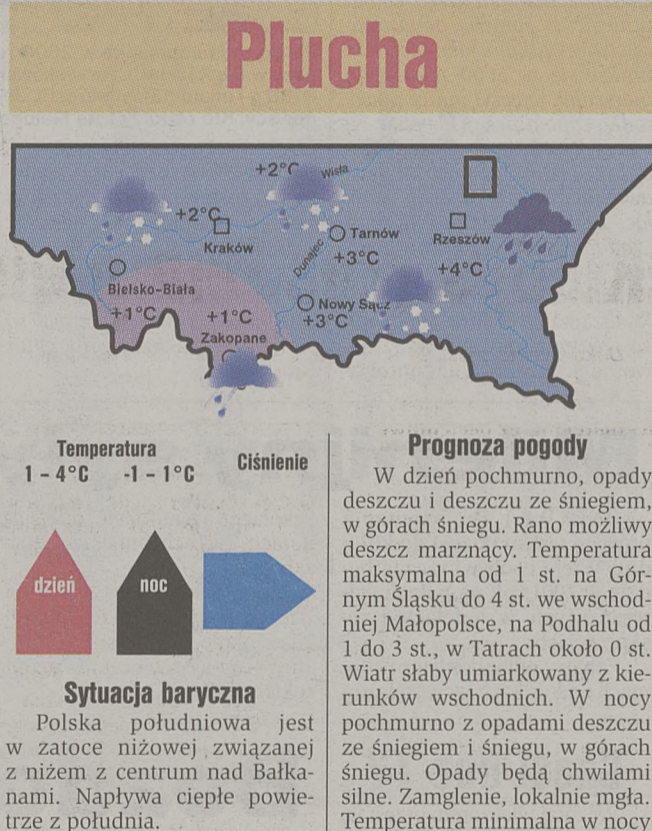 Plucha
+2°C
Wisła
+2°C
Kraków
Tarnów
+3°C
Rzeszów
+4°C
Dunajec
Bielsko-Biała
+1°C
+1°C
Zakopane
Nowy Sącz
+3°C
Temperatura
1 – 4°C -1 – 1°C
Ciśnienie
dzień
noc
Sytuacja baryczna
Polska południowa jest
w zatoce niżowej związanej
z niżem z centrum nad Bałka-
nami. Napływa ciepłe powie-
trze z południa.
Prognoza pogody
W dzień pochmurno, opady
deszczu i deszczu ze śniegiem,
w górach śniegu. Rano możliwy
deszcz marznący. Temperatura
maksymalna od 1 st. na Gór-
nym Śląsku do 4 st. we wschod-
niej Małopolsce, na Podhalu od
1 do 3 st., w Tatrach około 0 st.
Wiatr słaby umiarkowany z kie-
runków wschodnich. W nocy
pochmurno z opadami deszczu
ze śniegiem i śniegu, w górach
śniegu. Opady będą chwilami
silne. Zamglenie, lokalnie mgła.
Temperatura minimalna w nocy